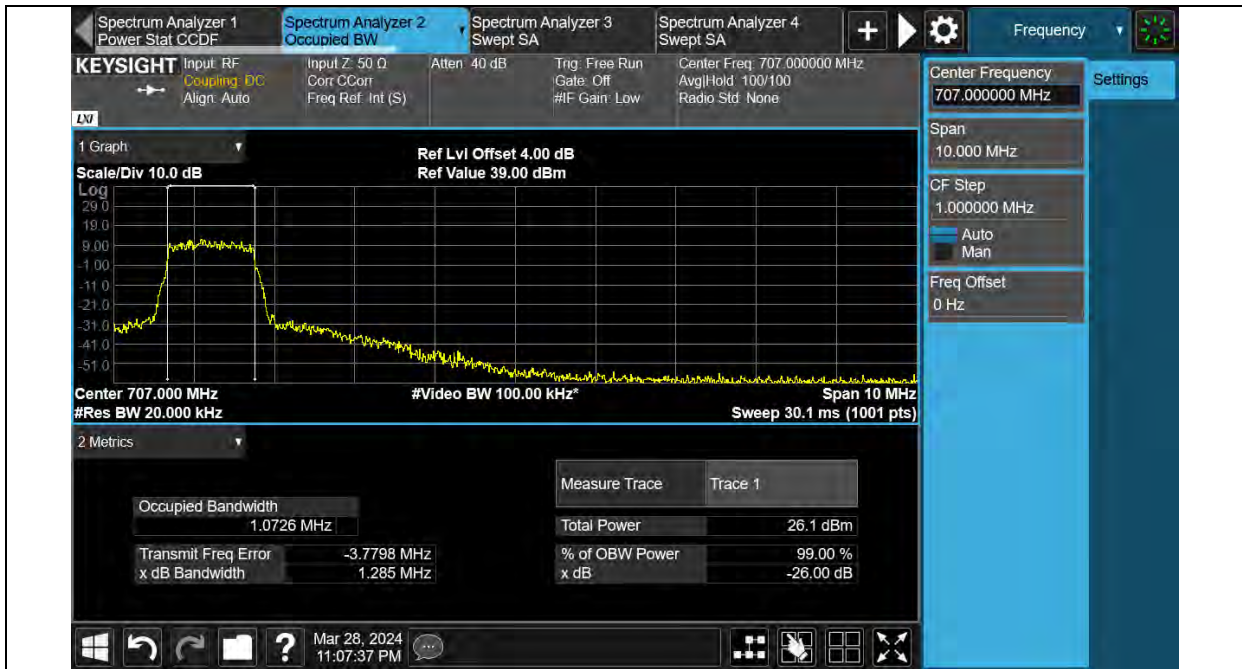 Spectrum Analyzer 1
Power Stat CCDF
Spectrum Analyzer 2
Occupied BW
Spectrum Analyzer 3
Swept SA
Spectrum Analyzer 4
Swept SA
+
Frequency
KEYSIGHT
LXI
Input: RF
Coupling: DC
Align: Auto
Input Z: 50 Ω
Corr CCorr
Freq Ref: Int (S)
Atten: 40 dB
Trig: Free Run
Gate: Off
#IF Gain: Low
Center Freq: 707.000000 MHz
Avg|Hold: 100/100
Radio Std: None
Center Frequency
707.000000 MHz
Settings
Span
10.000 MHz
CF Step
1.000000 MHz
Auto
Man
Freq Offset
0 Hz
1 Graph
Scale/Div 10.0 dB
Ref Lvl Offset 4.00 dB
Ref Value 39.00 dBm
Log
29.0
19.0
9.00
-1.00
-11.0
-21.0
-31.0
-41.0
-51.0
Center 707.000 MHz
#Video BW 100.00 kHz*
Span 10 MHz
#Res BW 20.000 kHz
Sweep 30.1 ms (1001 pts)
2 Metrics
Measure Trace Trace 1
Occupied Bandwidth
1.0726 MHz
Total Power 26.1 dBm
Transmit Freq Error -3.7798 MHz
% of OBW Power 99.00 %
x dB Bandwidth 1.285 MHz
x dB -26.00 dB
?
Mar 28, 2024
11:07:37 PM